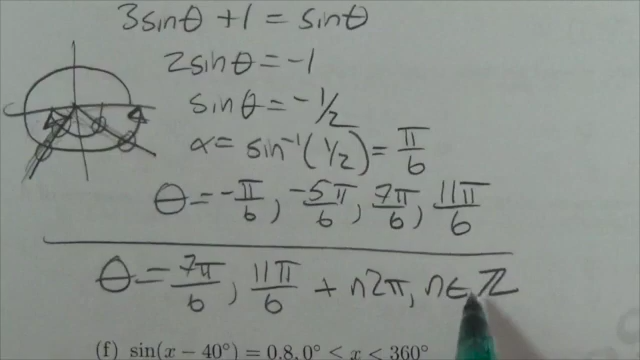 3sinθ + 1 = sinθ
2sinθ = -1
sinθ = -1/2
α = sin⁻¹(1/2) = π/6
θ = -π/6, -5π/6, 7π/6, 11π/6
θ = 7π/6, 11π/6 + n2π, n∈ℤ
(f) sin(x − 40°) = 0.8, 0° < x < 360°